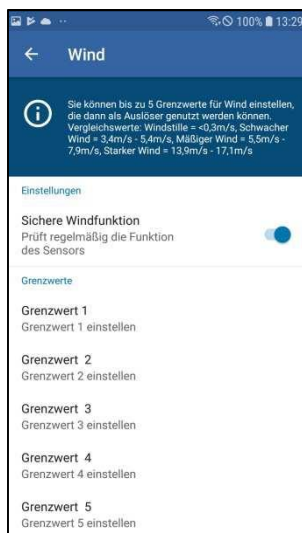 100% 13:29
Wind
Sie können bis zu 5 Grenzwerte für Wind einstellen,
die dann als Auslöser genutzt werden können.
Vergleichswerte: Windstille = <0,3m/s, Schwacher
Wind = 3,4m/s - 5,4m/s, Mäßiger Wind = 5,5m/s -
7,9m/s, Starker Wind = 13,9m/s - 17,1m/s
Einstellungen
Sichere Windfunktion
Prüft regelmäßig die Funktion
des Sensors
Grenzwerte
Grenzwert 1
Grenzwert 1 einstellen
Grenzwert 2
Grenzwert 2 einstellen
Grenzwert 3
Grenzwert 3 einstellen
Grenzwert 4
Grenzwert 4 einstellen
Grenzwert 5
Grenzwert 5 einstellen